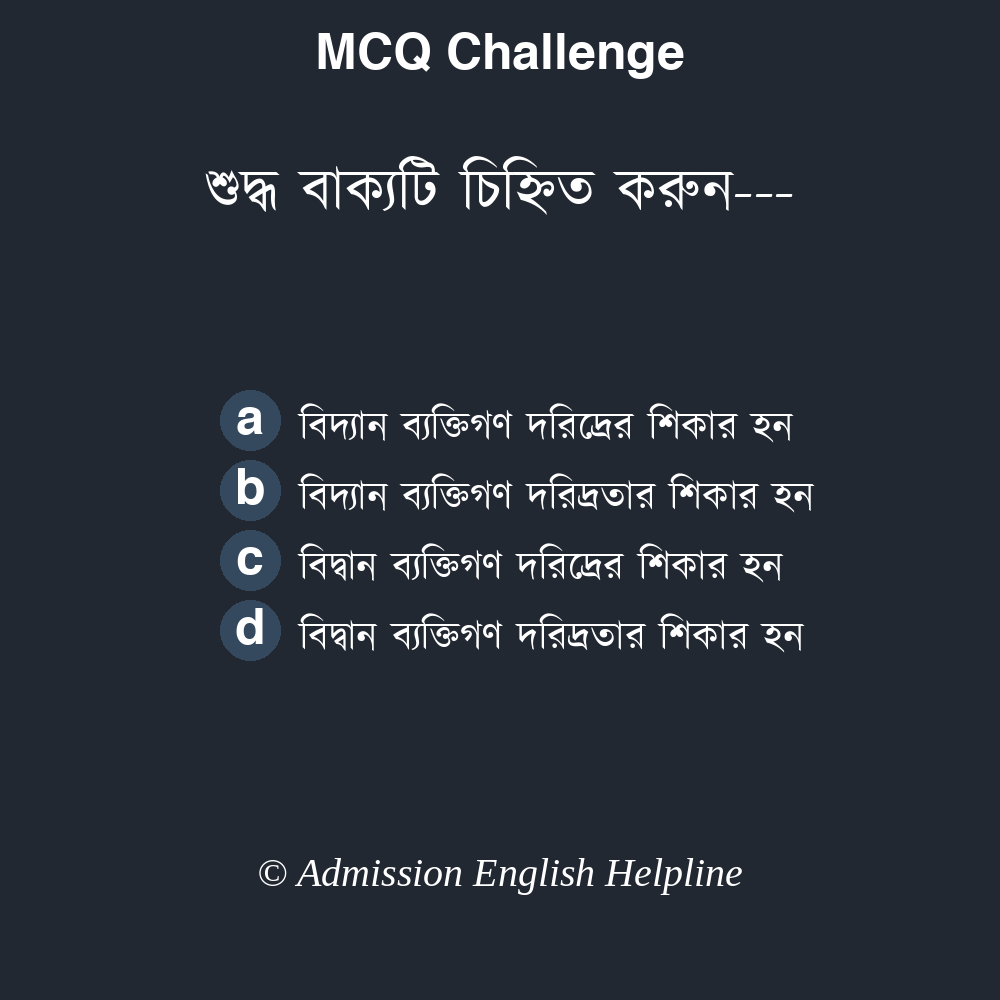 MCQ Challenge
শুদ্ধ বাক্যটি চিহ্নিত করুন---
a বিদ্যান ব্যক্তিগণ দরিদ্রের শিকার হন
b বিদ্যান ব্যক্তিগণ দরিদ্রতার শিকার হন
c বিদ্বান ব্যক্তিগণ দরিদ্রের শিকার হন
d বিদ্বান ব্যক্তিগণ দরিদ্রতার শিকার হন
© Admission English Helpline